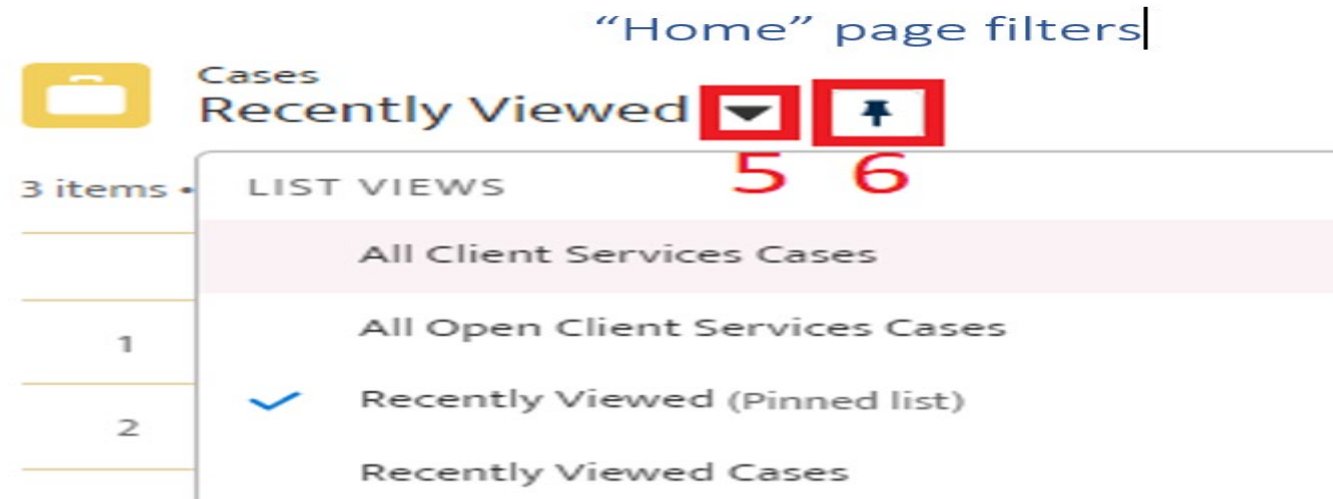 “Home” page filters
Cases
Recently Viewed
5 6
3 items •
LIST VIEWS
All Client Services Cases
All Open Client Services Cases
1
Recently Viewed (Pinned list)
2
Recently Viewed Cases